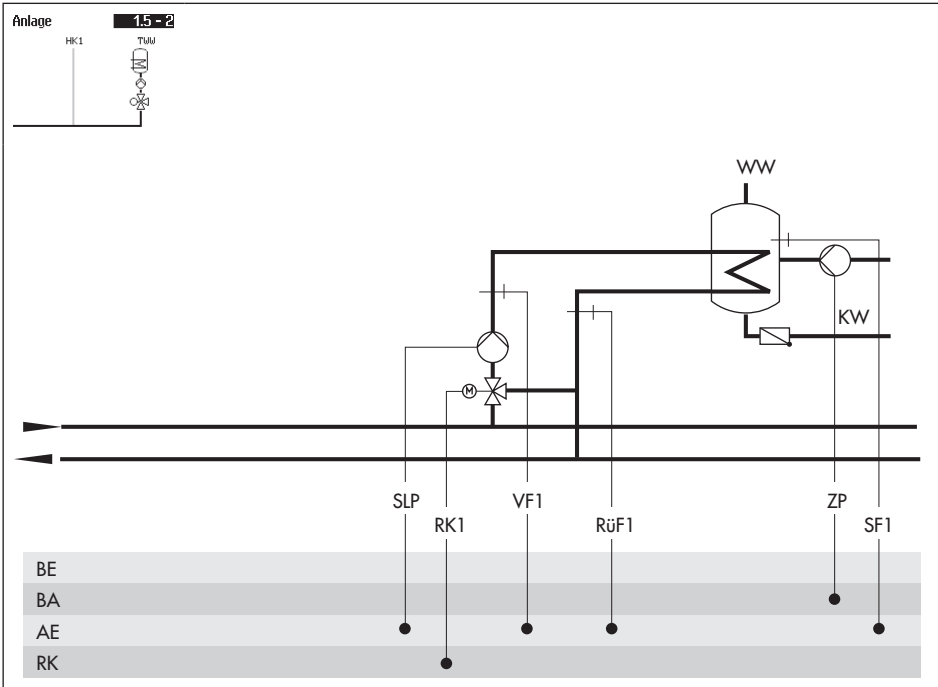 Anlage 1.5 - 2
HK1 TWW
WW
KW
M
SLP VF1 ZP
RK1 RüF1 SF1
BE
BA
AE
RK